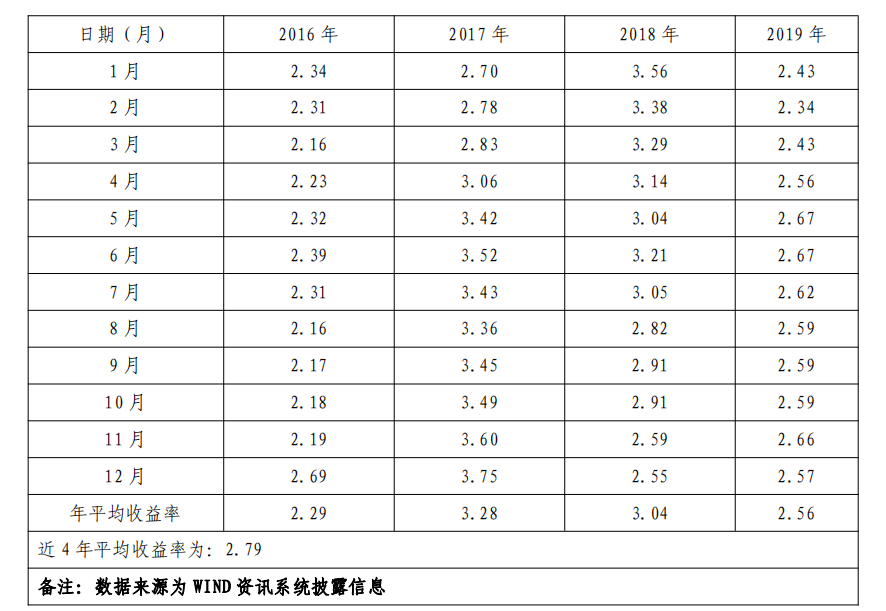 日期（月） 2016年 2017年 2018年 2019年
1月 2.34 2.70 3.56 2.43
2月 2.31 2.78 3.38 2.34
3月 2.16 2.83 3.29 2.43
4月 2.23 3.06 3.14 2.56
5月 2.32 3.42 3.04 2.67
6月 2.39 3.52 3.21 2.67
7月 2.31 3.43 3.05 2.62
8月 2.16 3.36 2.82 2.59
9月 2.17 3.45 2.91 2.59
10月 2.18 3.49 2.91 2.59
11月 2.19 3.60 2.59 2.66
12月 2.69 3.75 2.55 2.57
年平均收益率 2.29 3.28 3.04 2.56
近4年平均收益率为：2.79
备注：数据来源为WIND资讯系统披露信息